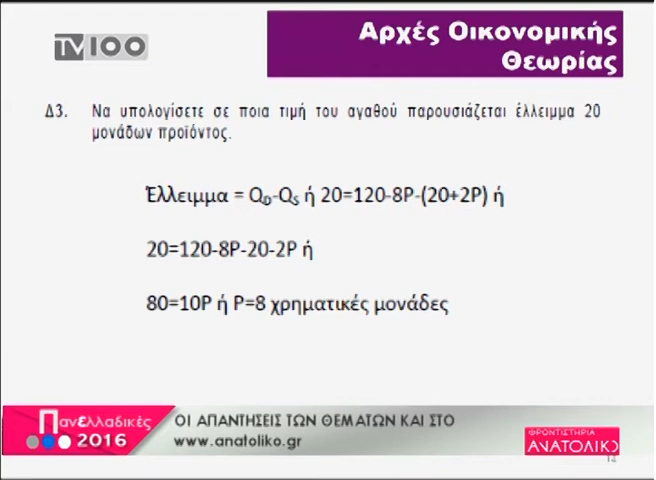 TV100
Αρχές Οικονομικής
Θεωρίας
Δ3. Να υπολογίσετε σε ποια τιμή του αγαθού παρουσιάζεται έλλειμμα 20
μονάδων προϊόντος.
Έλλειμμα = QD-QS ή 20=120-8P-(20+2P) ή
20=120-8P-20-2P ή
80=10P ή P=8 χρηματικές μονάδες
Πανελλαδικές
2016
ΟΙ ΑΠΑΝΤΗΣΕΙΣ ΤΩΝ ΘΕΜΑΤΩΝ ΚΑΙ ΣΤΟ
www.anatoliko.gr
ΦΡΟΝΤΙΣΤΗΡΙΑ
ΑΝΑΤΟΛΙΚΟ
14